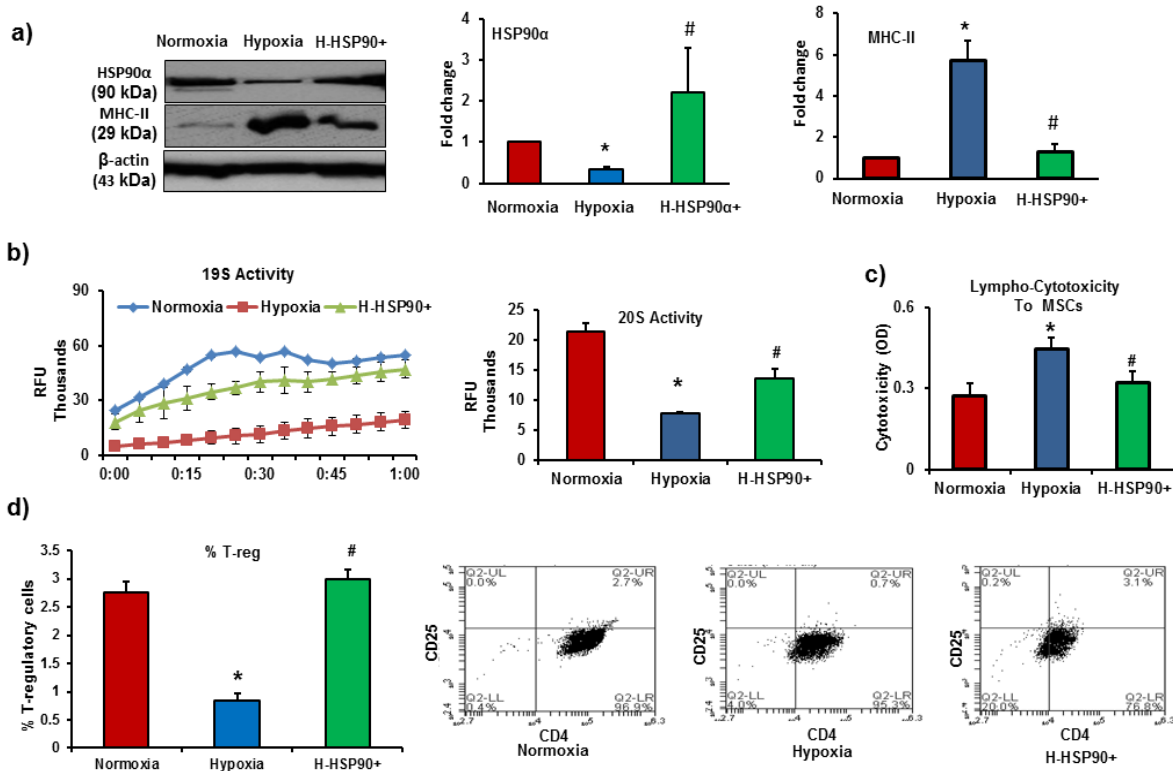 a)
Normoxia Hypoxia H-HSP90+
HSP90α
(90 kDa)
MHC-II
(29 kDa)
β-actin
(43 kDa)
HSP90α
Fold change
4
3
2
1
0
*
#
Normoxia Hypoxia H-HSP90α+
MHC-II
Fold change
8
6
4
2
0
*
#
Normoxia Hypoxia H-HSP90+
b)
19S Activity
Normoxia Hypoxia H-HSP90+
RFU
Thousands
90
60
30
0
0:00 0:15 0:30 0:45 1:00
20S Activity
RFU
Thousands
25
20
15
10
5
0
*
#
Normoxia Hypoxia H-HSP90+
c)
Lympho-Cytotoxicity
To MSCs
Cytotoxicity (OD)
0.6
0.3
0
*
#
Normoxia Hypoxia H-HSP90+
d)
% T-reg
% T-regulatory cells
3.5
3
2.5
2
1.5
1
0.5
0
*
#
Normoxia Hypoxia H-HSP90+
Q2-UL Q2-UR
0.0% 2.7%
CD25
Q2-LL Q2-LR
0.4% 96.9%
CD4
Normoxia
Q2-UL Q2-UR
0.0% 0.7%
CD25
Q2-LL Q2-LR
4.0% 95.3%
CD4
Hypoxia
Q2-UL Q2-UR
0.2% 3.1%
CD25
Q2-LL Q2-LR
20.0% 76.8%
CD4
H-HSP90+